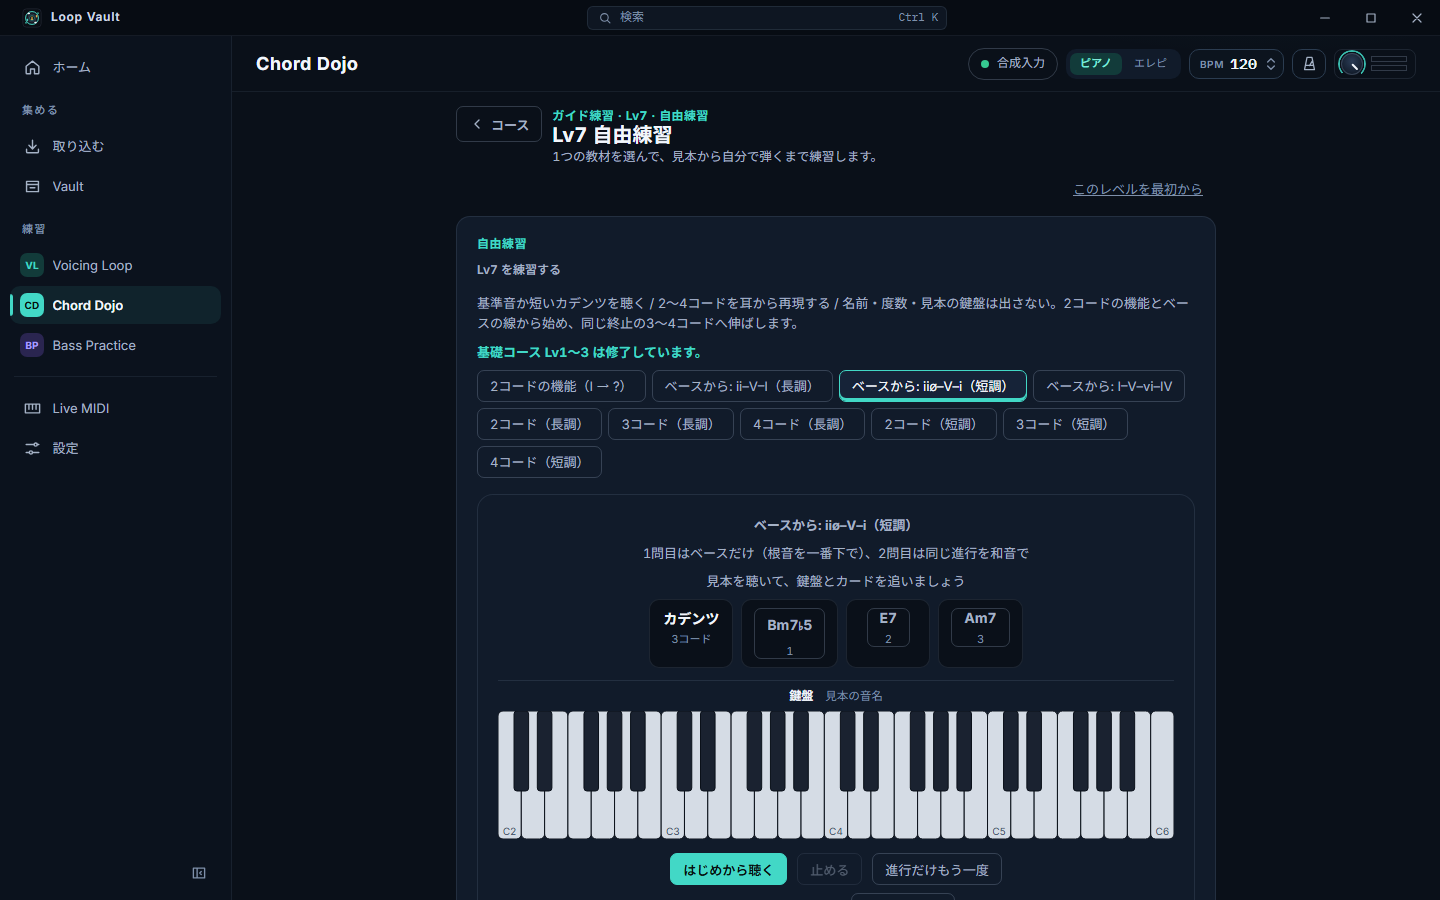 Loop Vault
検索
Ctrl K
ホーム
集める
取り込む
Vault
練習
VL Voicing Loop
CD Chord Dojo
BP Bass Practice
Live MIDI
設定
Chord Dojo
合成入力
ピアノ
エレピ
BPM 120
コース
ガイド練習 · Lv7 · 自由練習
Lv7 自由練習
1つの教材を選んで、見本から自分で弾くまで練習します。
このレベルを最初から
自由練習
Lv7 を練習する
基準音か短いカデンツを聴く / 2〜4コードを耳から再現する / 名前・度数・見本の鍵盤は出さない。2コードの機能とベー
スの線から始め、同じ終止の3〜4コードへ伸ばします。
基礎コース Lv1〜3 は修了しています。
2コードの機能（I → ?）
ベースから: ii–V–I（長調）
ベースから: iiø–V–i（短調）
ベースから: I–V–vi–IV
2コード（長調）
3コード（長調）
4コード（長調）
2コード（短調）
3コード（短調）
4コード（短調）
ベースから: iiø–V–i（短調）
1問目はベースだけ（根音を一番下で）、2問目は同じ進行を和音で
見本を聴いて、鍵盤とカードを追いましょう
カデンツ
3コード
Bm7♭5
1
E7
2
Am7
3
鍵盤 見本の音名
C2
C3
C4
C5
C6
はじめから聴く
止める
進行だけもう一度